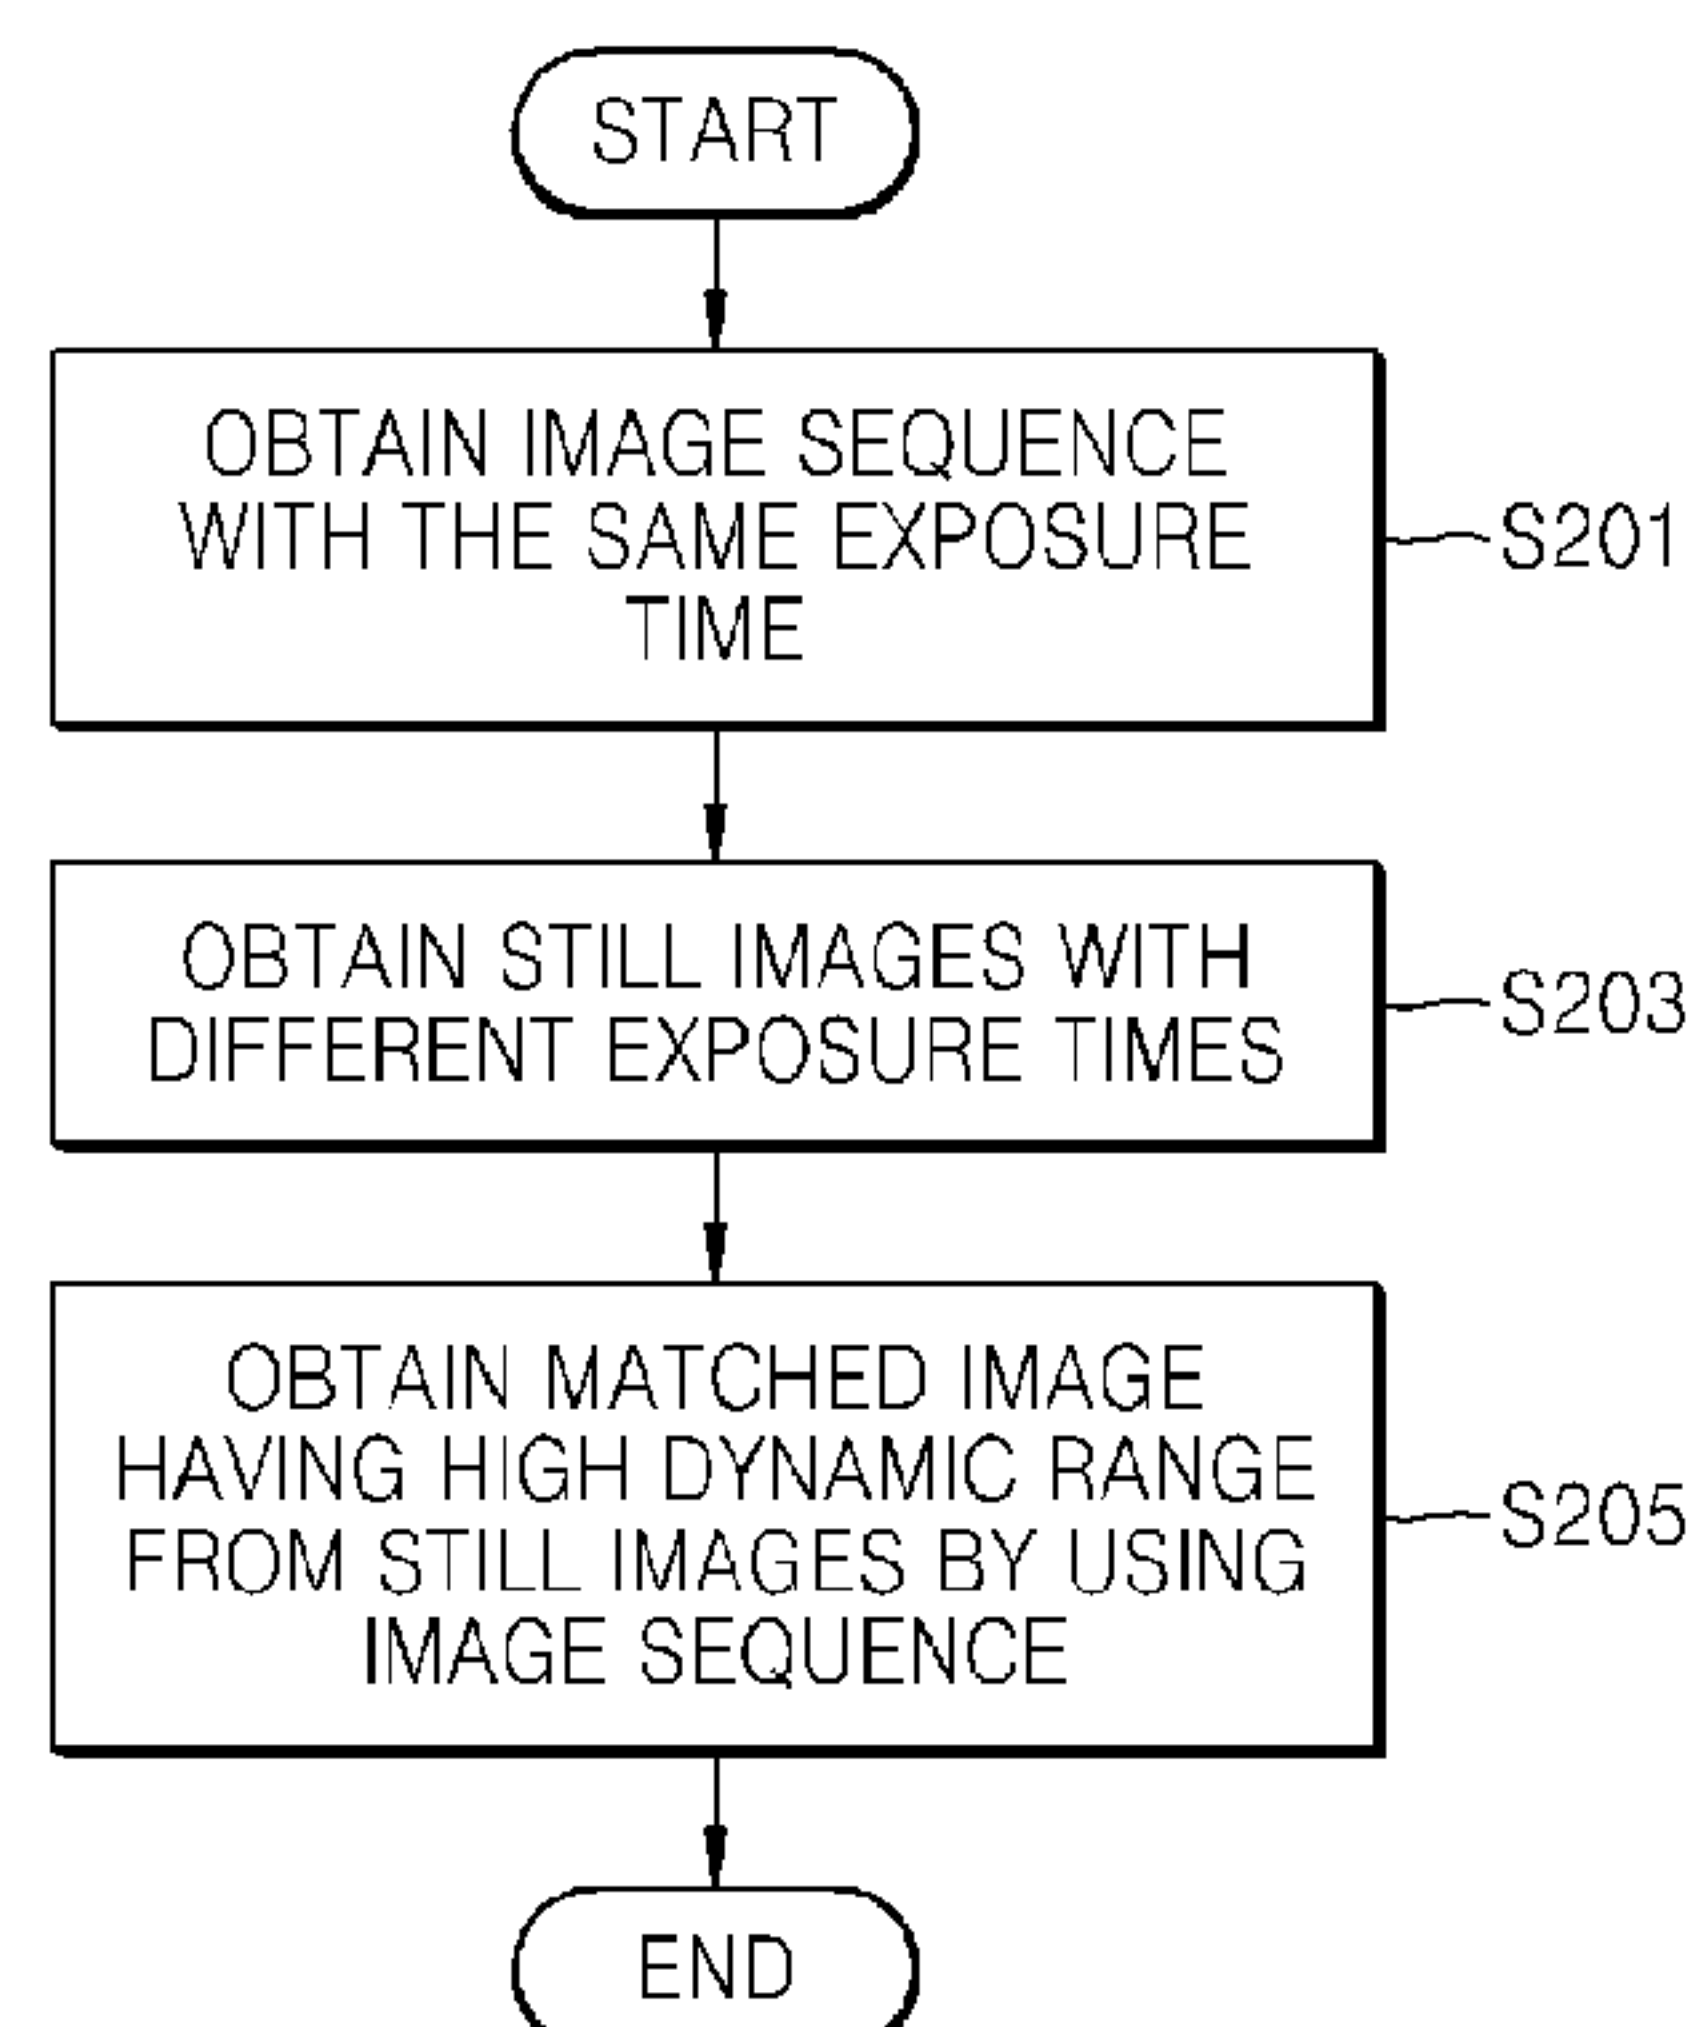 START
OBTAIN IMAGE SEQUENCE
WITH THE SAME EXPOSURE
TIME
S201
OBTAIN STILL IMAGES WITH
DIFFERENT EXPOSURE TIMES
S203
OBTAIN MATCHED IMAGE
HAVING HIGH DYNAMIC RANGE
FROM STILL IMAGES BY USING
IMAGE SEQUENCE
S205
END